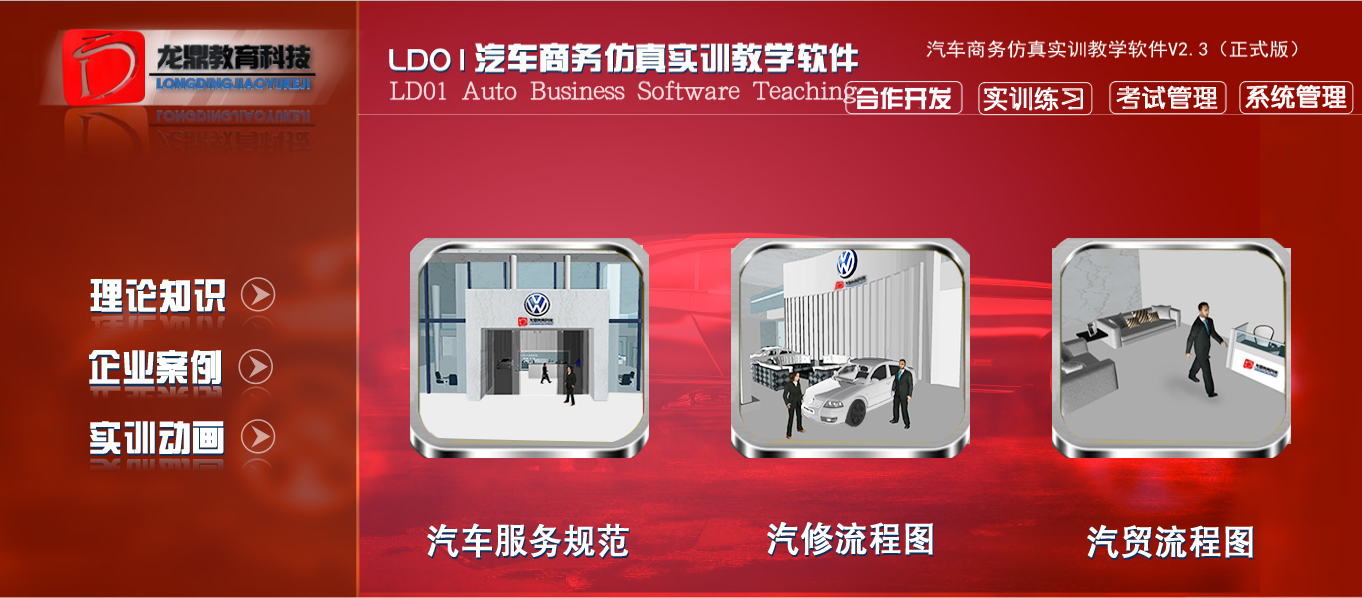 龙鼎教育科技
LONGDINGJIAOYUKEJI
LD01汽车商务仿真实训教学软件
LD01 Auto Business Software Teaching
汽车商务仿真实训教学软件V2.3（正式版）
合作开发
实训练习
考试管理
系统管理
理论知识
企业案例
实训动画
汽车服务规范
汽修流程图
汽贸流程图